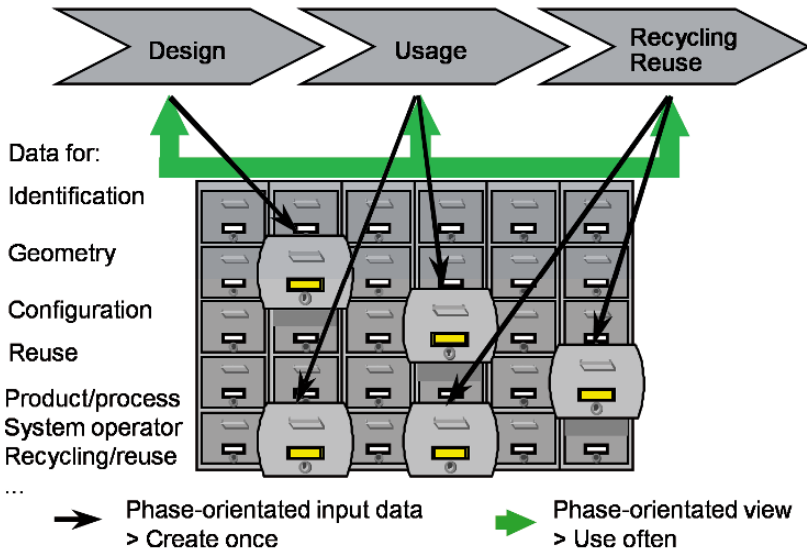 Design
Usage
Recycling
Reuse
Data for:
Identification
Geometry
Configuration
Reuse
Product/process
System operator
Recycling/reuse
...
Phase-orientated input data
> Create once
Phase-orientated view
> Use often